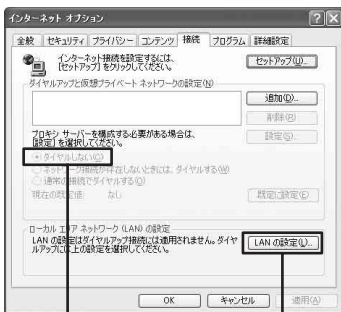 インターネット オプション
全般 セキュリティ プライバシー コンテンツ 接続 プログラム 詳細設定
インターネット接続を設定するには、
[セットアップ] をクリックしてください。
セットアップ(U)...
ダイヤルアップと仮想プライベート ネットワークの設定(N)
追加(D)...
削除(R)
プロキシ サーバーを構成する必要がある場合は、
[設定] を選択してください。
設定(S)...
ダイヤルしない(C)
ネットワーク接続が存在しないときには、ダイヤルする(W)
通常の接続でダイヤルする(O)
現在の既定値: なし
既定に設定(E)
ローカル エリア ネットワーク (LAN) の設定
LAN の設定はダイヤルアップ接続には適用されません。ダイヤ
ルアップには上の設定を選択してください。
LAN の設定(L)...
OK キャンセル 適用(A)